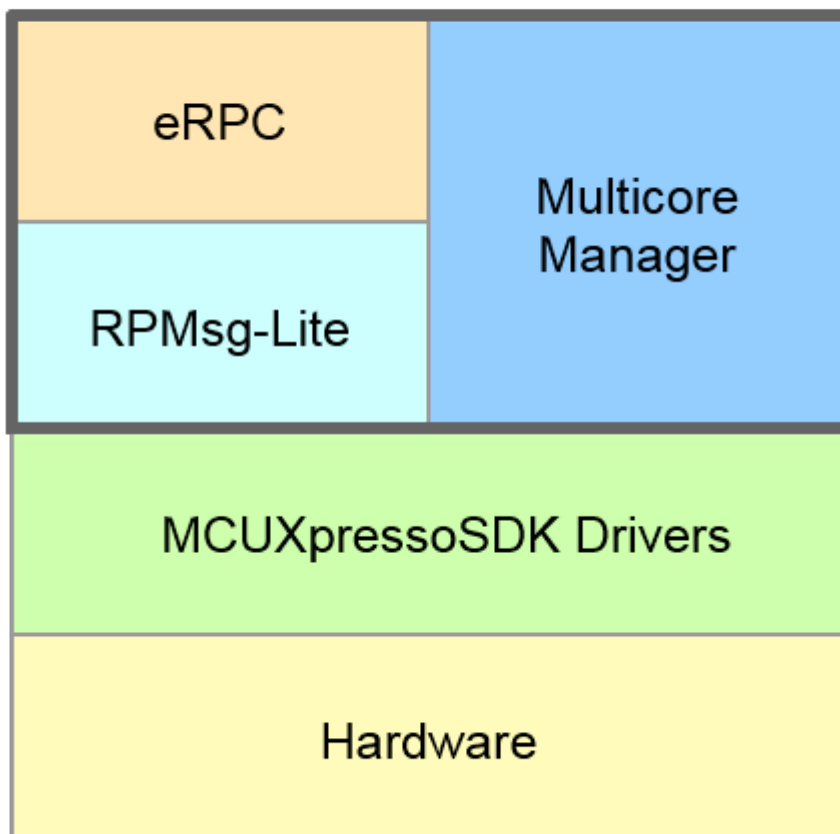 eRPC
Multicore
Manager
RPMsg-Lite
MCUXpressoSDK Drivers
Hardware